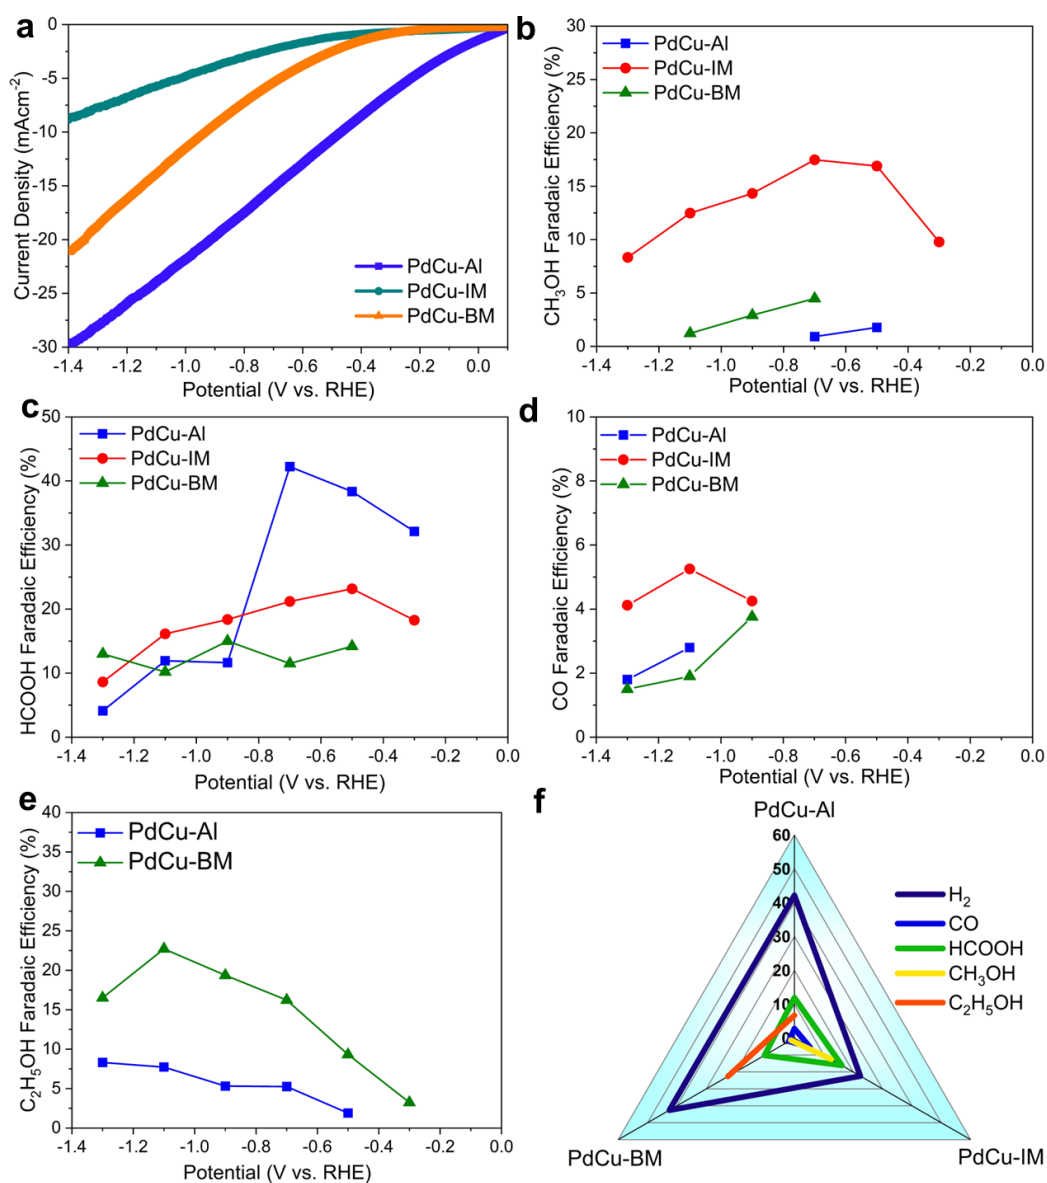 a
0
-5
-10
-15
-20
-25
-30
Current Density (mAcm-2)
PdCu-Al
PdCu-IM
PdCu-BM
-1.4 -1.2 -1.0 -0.8 -0.6 -0.4 -0.2 0.0
Potential (V vs. RHE)
b
30
25
20
15
10
5
0
CH3OH Faradaic Efficiency (%)
PdCu-Al
PdCu-IM
PdCu-BM
-1.4 -1.2 -1.0 -0.8 -0.6 -0.4 -0.2 0.0
Potential (V vs. RHE)
c
50
40
30
20
10
0
HCOOH Faradaic Efficiency (%)
PdCu-Al
PdCu-IM
PdCu-BM
-1.4 -1.2 -1.0 -0.8 -0.6 -0.4 -0.2 0.0
Potential (V vs. RHE)
d
10
8
6
4
2
0
CO Faradaic Efficiency (%)
PdCu-Al
PdCu-IM
PdCu-BM
-1.4 -1.2 -1.0 -0.8 -0.6 -0.4 -0.2 0.0
Potential (V vs. RHE)
e
40
35
30
25
20
15
10
5
0
C2H5OH Faradaic Efficiency (%)
PdCu-Al
PdCu-BM
-1.4 -1.2 -1.0 -0.8 -0.6 -0.4 -0.2 0.0
Potential (V vs. RHE)
f
PdCu-Al
60
50
40
30
20
10
0
H2
CO
HCOOH
CH3OH
C2H5OH
PdCu-BM
PdCu-IM